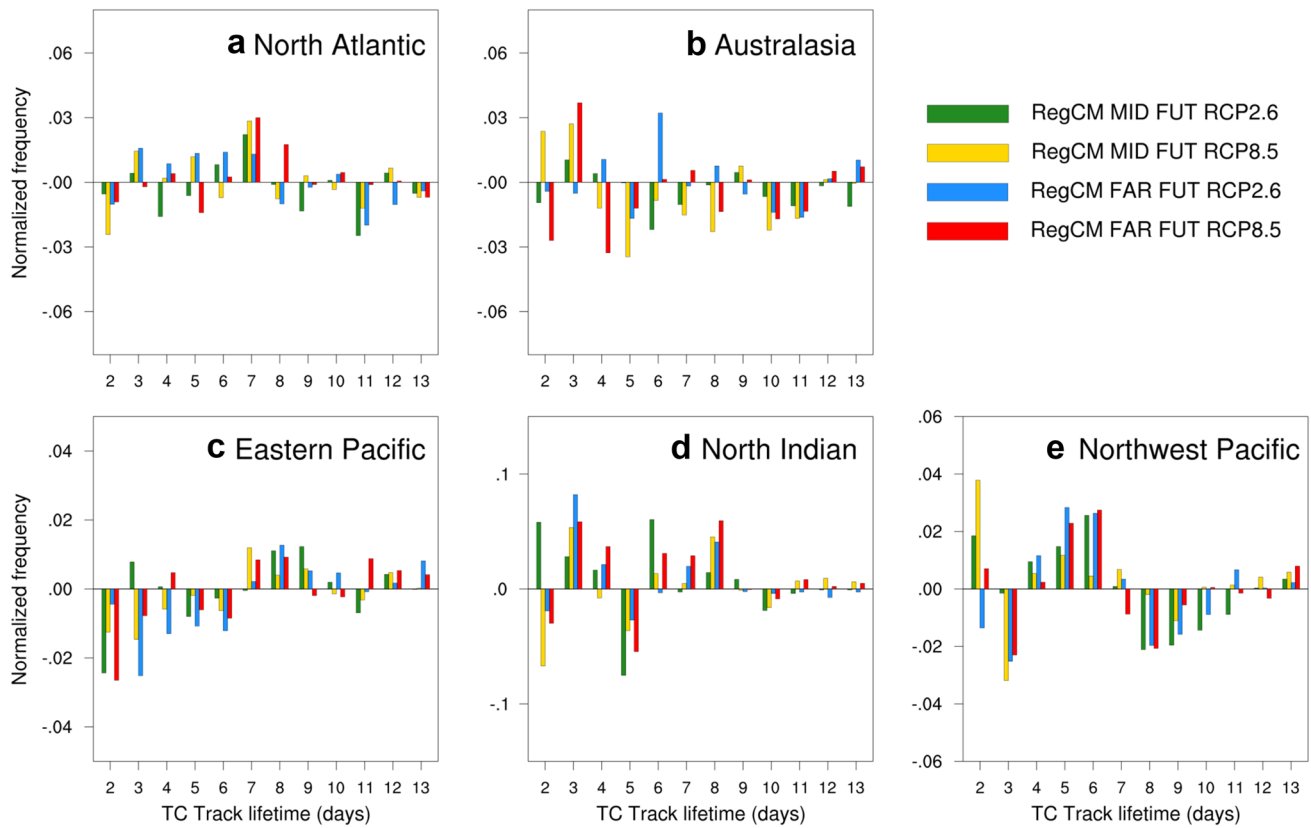 a North Atlantic
.06
.03
-.00
-.03
-.06
Normalized frequency
2 3 4 5 6 7 8 9 10 11 12 13
b Australasia
.06
.03
-.00
-.03
-.06
2 3 4 5 6 7 8 9 10 11 12 13
RegCM MID FUT RCP2.6
RegCM MID FUT RCP8.5
RegCM FAR FUT RCP2.6
RegCM FAR FUT RCP8.5
c Eastern Pacific
.04
.02
.00
-.02
-.04
Normalized frequency
2 3 4 5 6 7 8 9 10 11 12 13
TC Track lifetime (days)
d North Indian
.1
.0
-.1
2 3 4 5 6 7 8 9 10 11 12 13
TC Track lifetime (days)
e Northwest Pacific
.06
.04
.02
.00
-.02
-.04
-.06
2 3 4 5 6 7 8 9 10 11 12 13
TC Track lifetime (days)